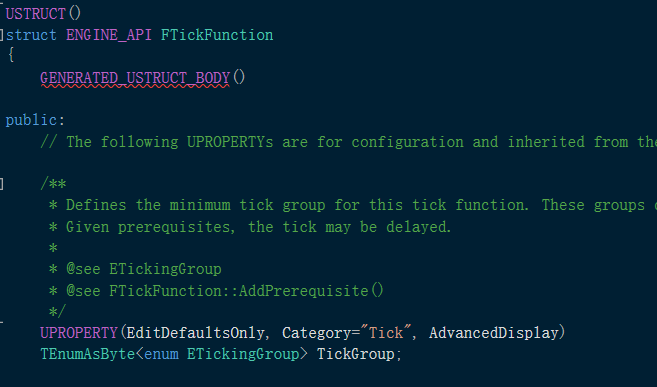 USTRUCT()
struct ENGINE_API FTickFunction
{
GENERATED_USTRUCT_BODY()
public:
// The following UPROPERTYs are for configuration and inherited from the
/**
* Defines the minimum tick group for this tick function. These groups
* Given prerequisites, the tick may be delayed.
*
* @see ETickingGroup
* @see FTickFunction::AddPrerequisite()
*/
UPROPERTY(EditDefaultsOnly, Category="Tick", AdvancedDisplay)
TEnumAsByte<enum ETickingGroup> TickGroup;